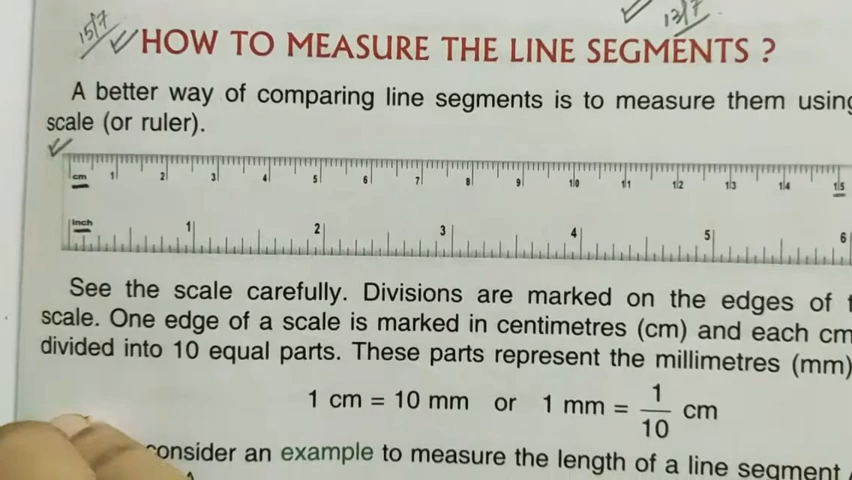 15/7 12/7
HOW TO MEASURE THE LINE SEGMENTS ?
A better way of comparing line segments is to measure them using
scale (or ruler).
cm 1 2 3 4 5 6 7 8 9 10 11 12 13 14 15
inch 1 2 3 4 5 6
See the scale carefully. Divisions are marked on the edges of
scale. One edge of a scale is marked in centimetres (cm) and each cm
divided into 10 equal parts. These parts represent the millimetres (mm)
1 cm = 10 mm or 1 mm = 1/10 cm
consider an example to measure the length of a line segment